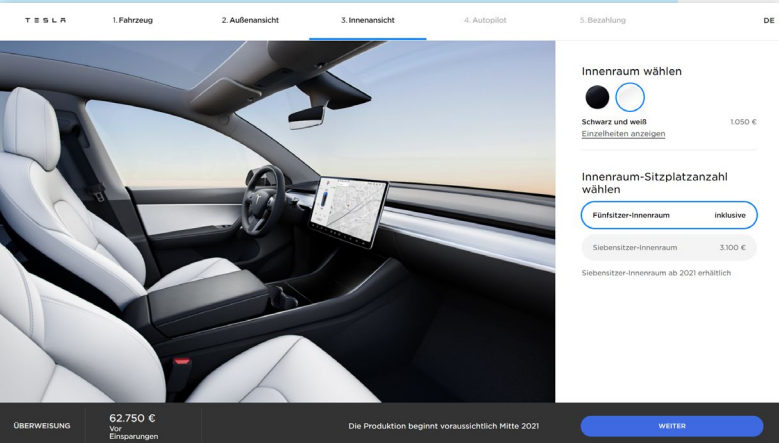 TESLA
1. Fahrzeug
2. Außenansicht
3. Innenansicht
4. Autopilot
5. Bezahlung
DE
Innenraum wählen
Schwarz und weiß 1.050 €
Einzelheiten anzeigen
Innenraum-Sitzplatzanzahl
wählen
Fünfsitzer-Innenraum inklusive
Siebensitzer-Innenraum 3.100 €
Siebensitzer-Innenraum ab 2021 erhältlich
ÜBERWEISUNG
62.750 €
Vor
Einsparungen
Die Produktion beginnt voraussichtlich Mitte 2021
WEITER